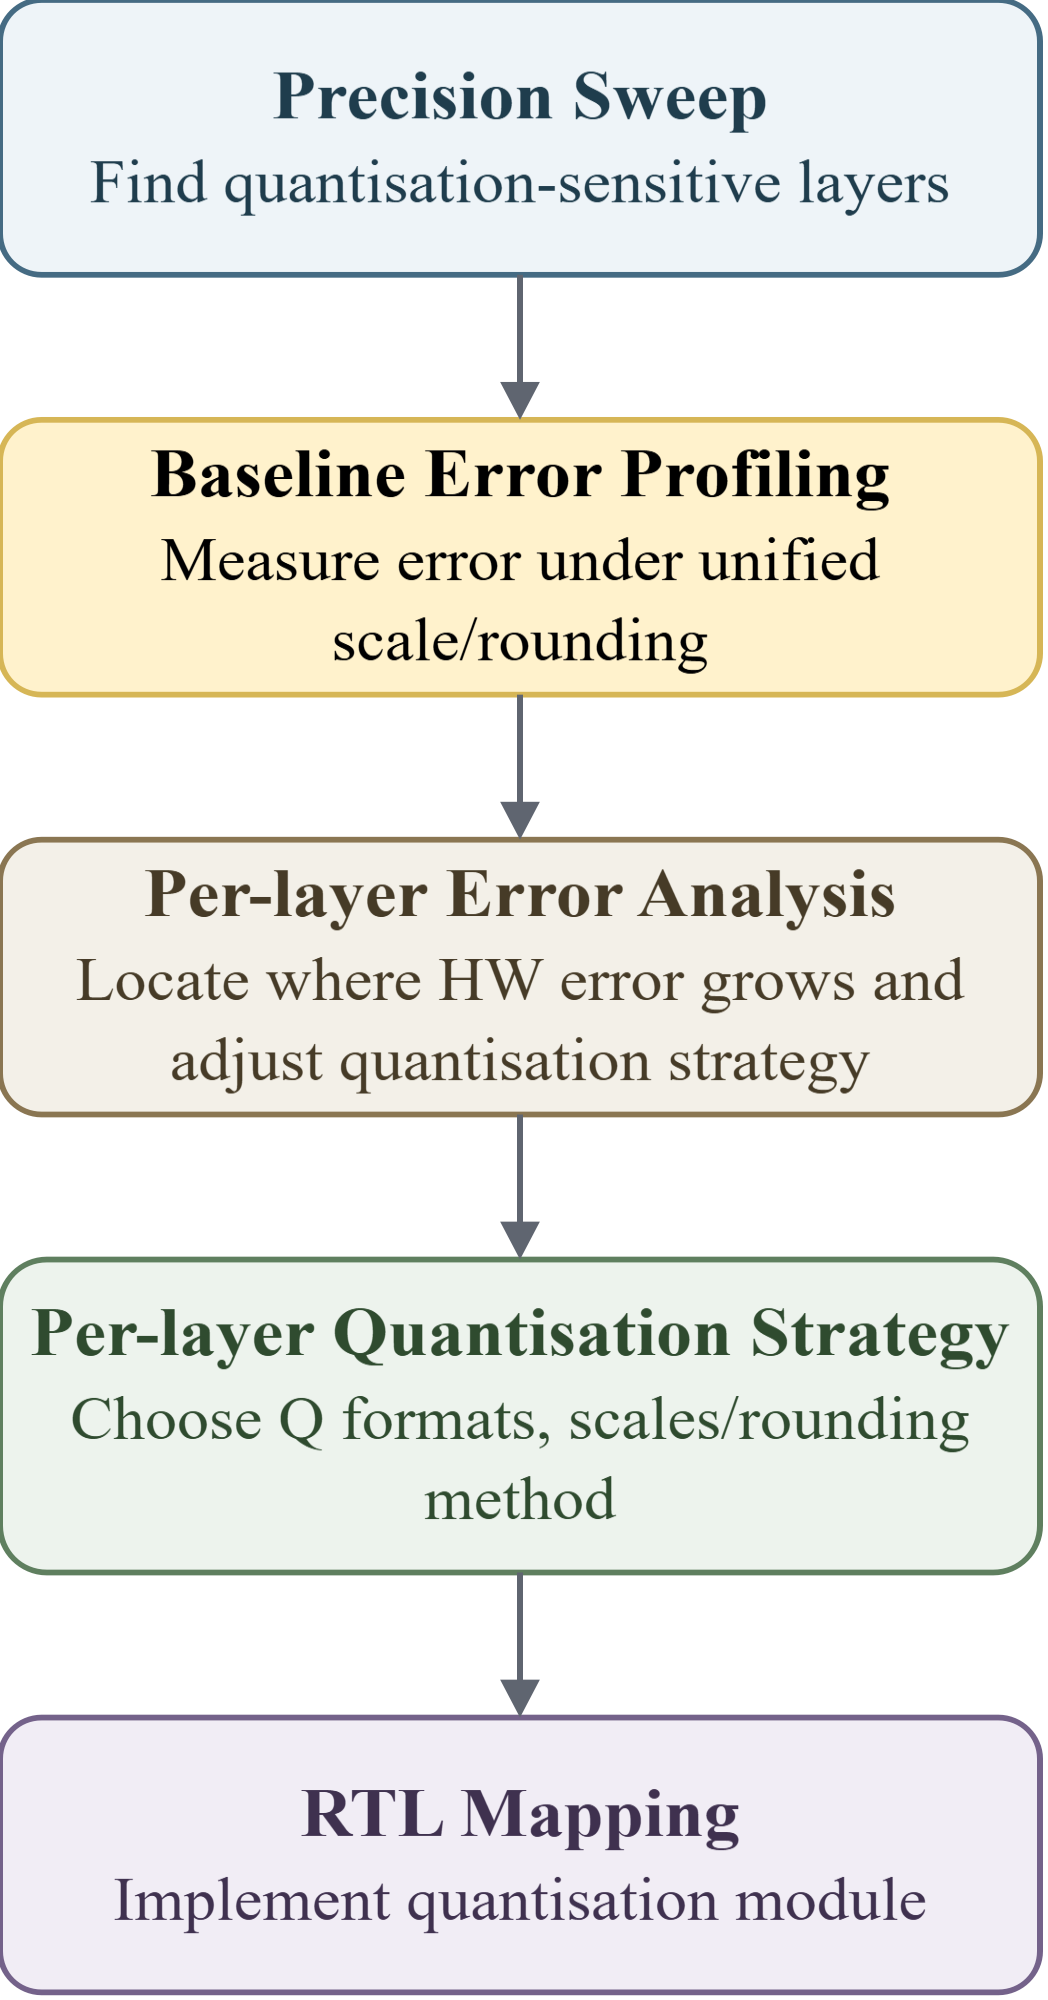 Precision Sweep
Find quantisation-sensitive layers
Baseline Error Profiling
Measure error under unified
scale/rounding
Per-layer Error Analysis
Locate where HW error grows and
adjust quantisation strategy
Per-layer Quantisation Strategy
Choose Q formats, scales/rounding
method
RTL Mapping
Implement quantisation module